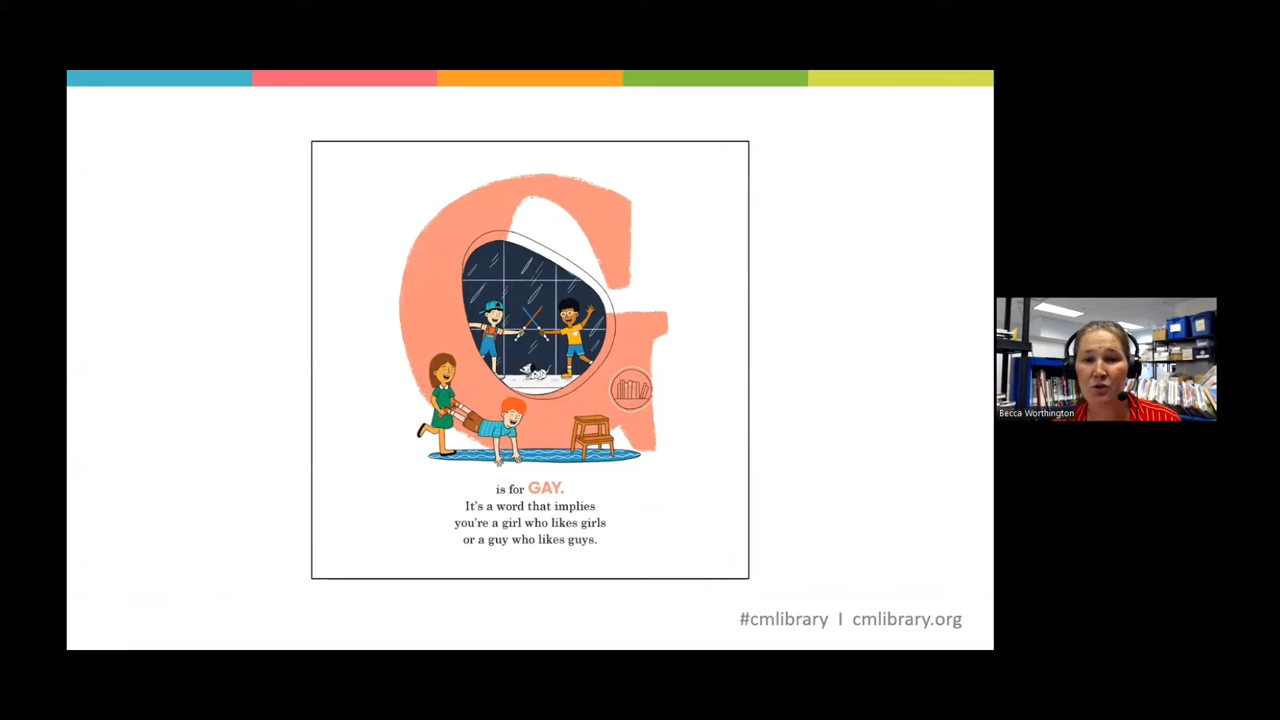 is for GAY.
It's a word that implies
you're a girl who likes girls
or a guy who likes guys.
#cmlibrary I cmlibrary.org
Becca Worthington